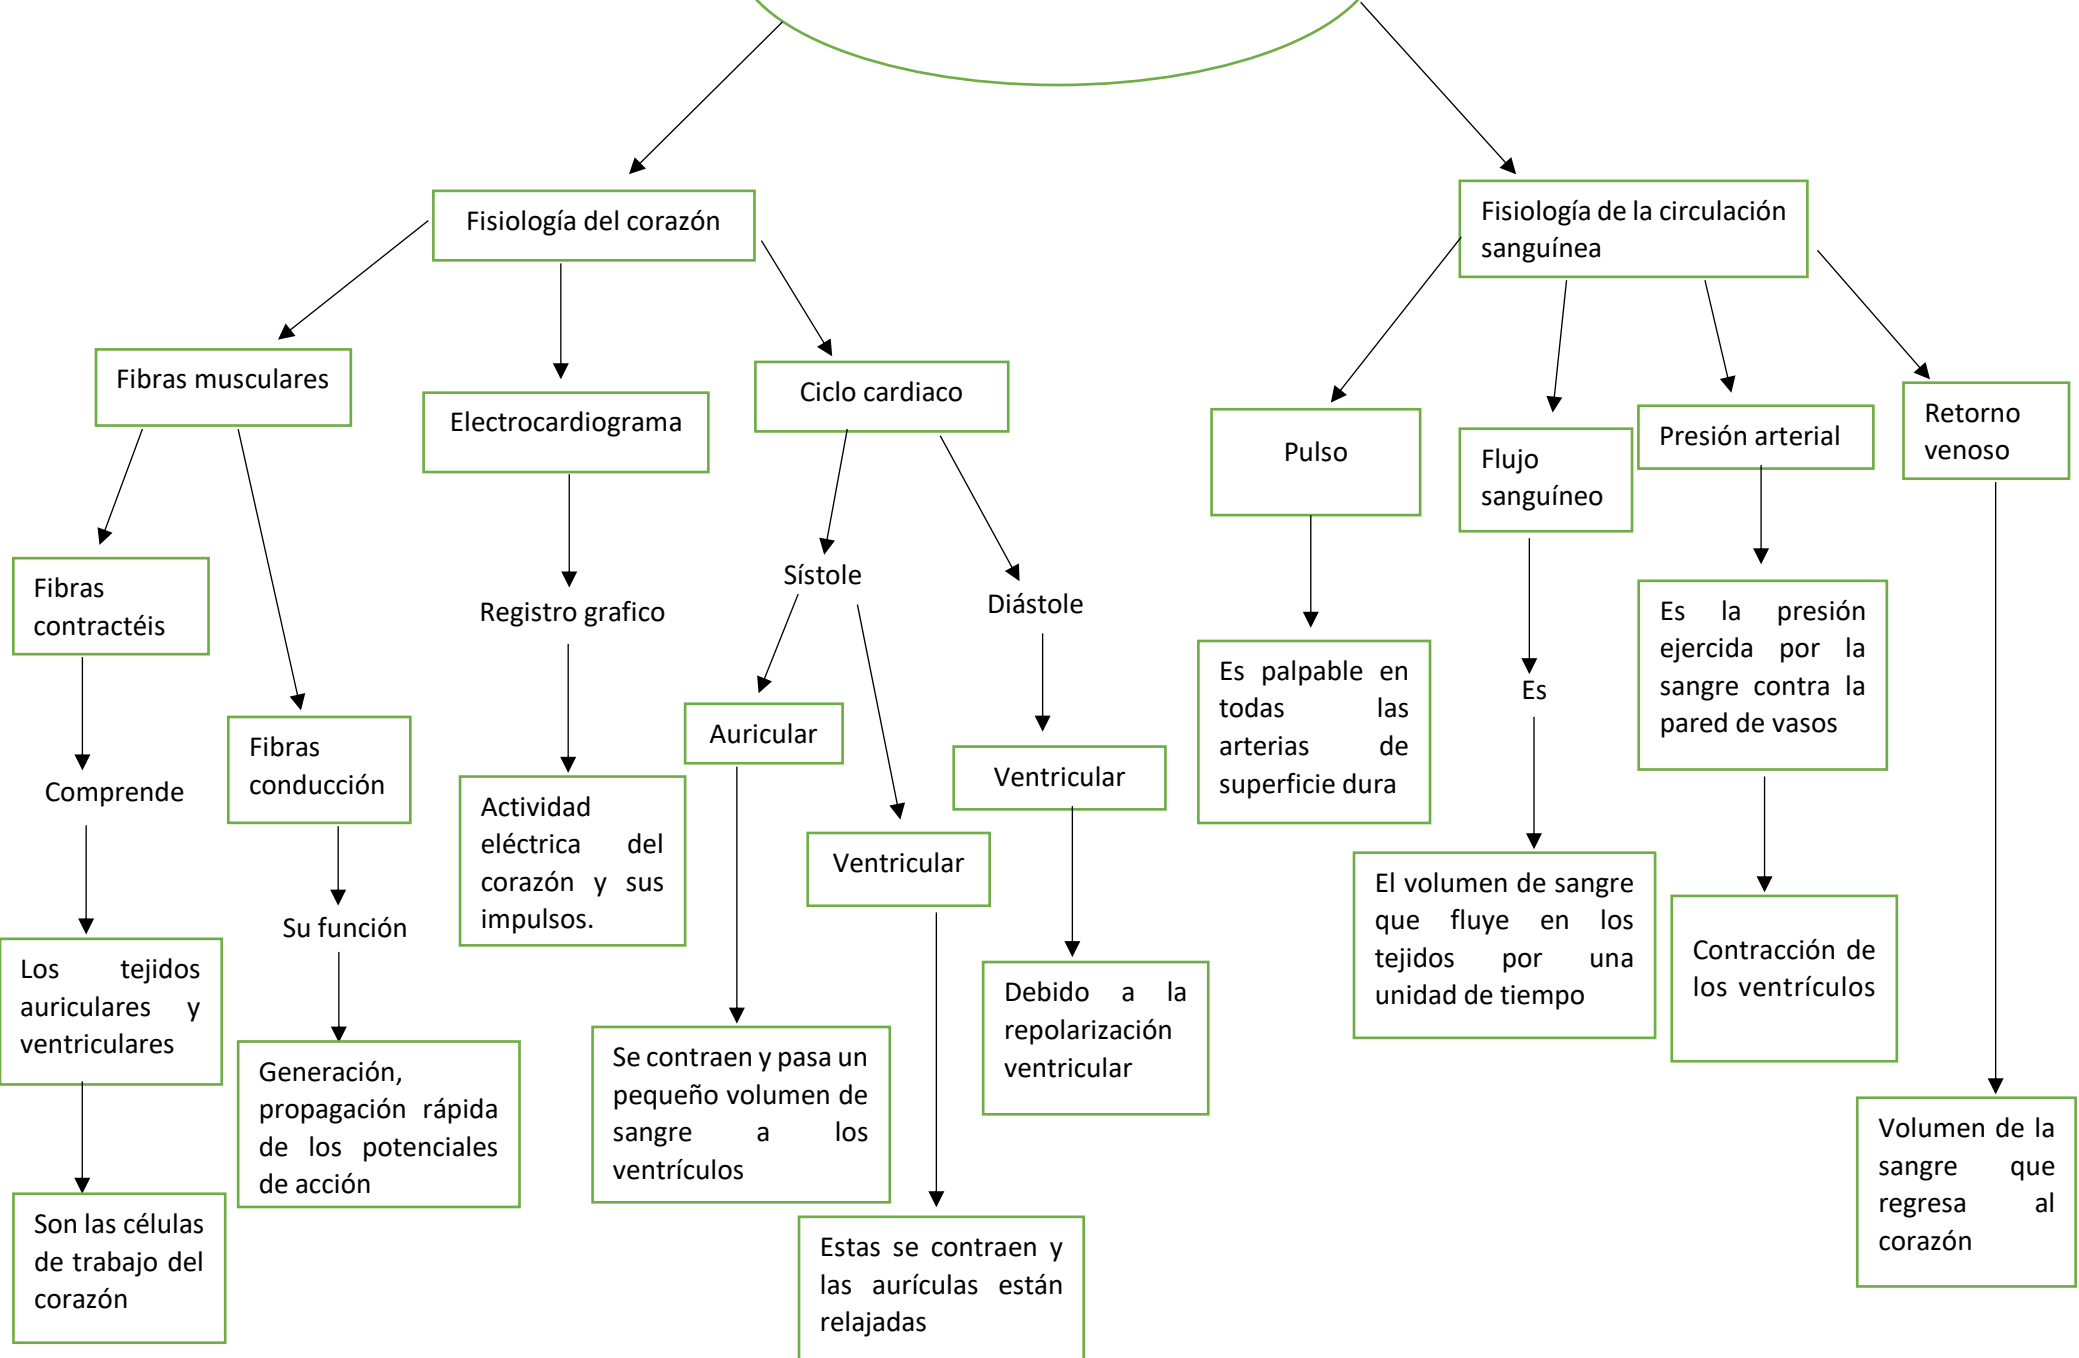 Fisiología del corazón
Fisiología de la circulación
sanguínea
Fibras musculares
Electrocardiograma
Ciclo cardiaco
Pulso
Flujo
sanguíneo
Presión arterial
Retorno
venoso
Fibras
contractéis
Registro grafico
Sístole
Diástole
Es palpable en
todas las
arterias de
superficie dura
Es
Es la presión
ejercida por la
sangre contra la
pared de vasos
Comprende
Fibras
conducción
Actividad
eléctrica del
corazón y sus
impulsos.
Auricular
Ventricular
Ventricular
El volumen de sangre
que fluye en los
tejidos por una
unidad de tiempo
Contracción de
los ventrículos
Los tejidos
auriculares y
ventriculares
Su función
Generación,
propagación rápida
de los potenciales
de acción
Se contraen y pasa un
pequeño volumen de
sangre a los
ventrículos
Debido a la
repolarización
ventricular
Volumen de la
sangre que
regresa al
corazón
Son las células
de trabajo del
corazón
Estas se contraen y
las aurículas están
relajadas